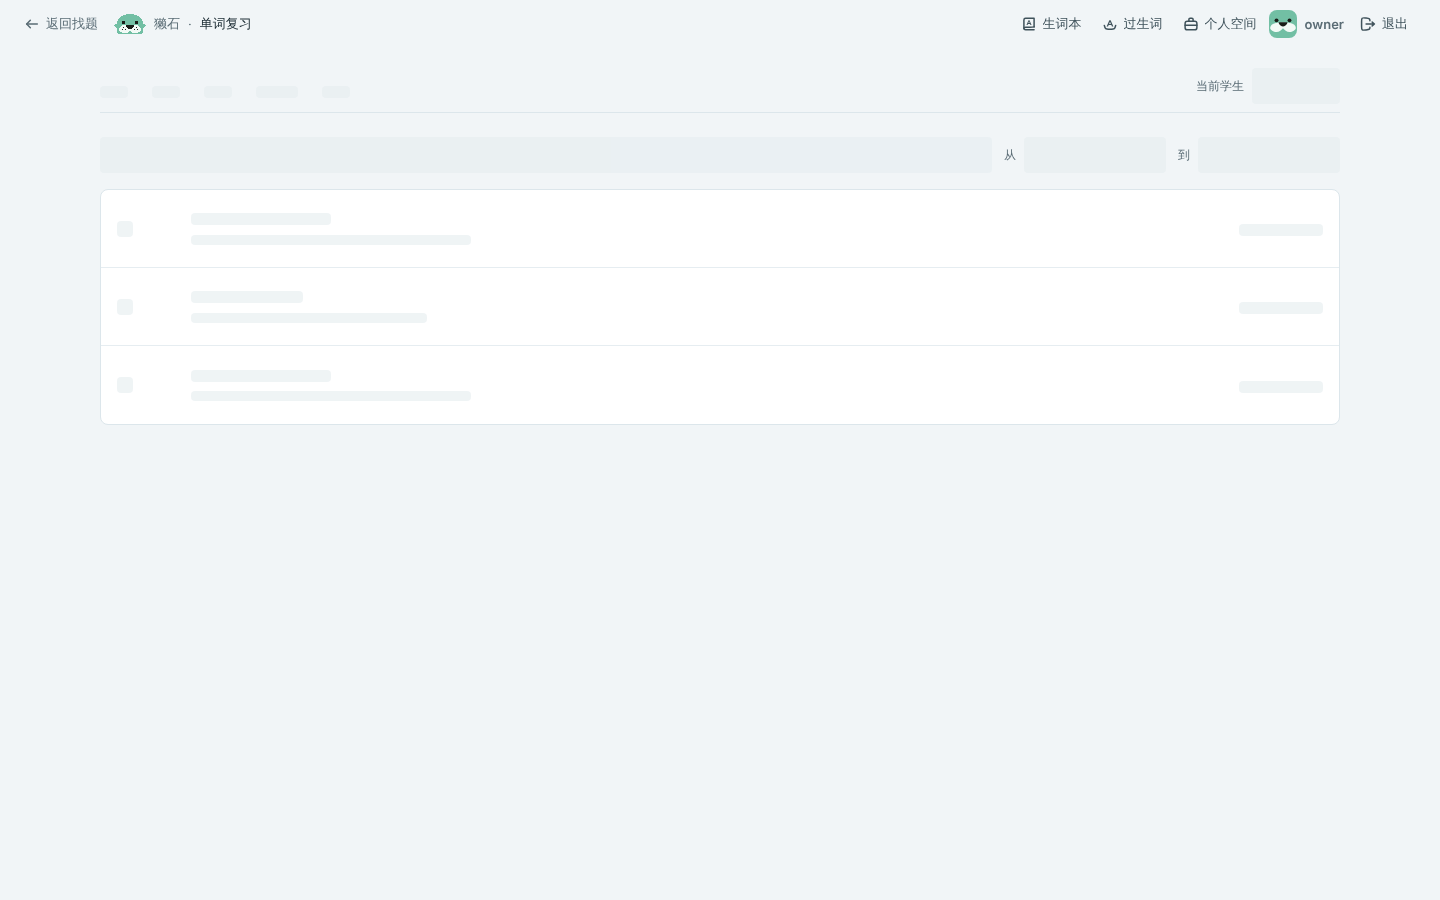 返回找题 獭石 · 单词复习 生词本 过生词 个人空间 owner 退出
当前学生
从 到